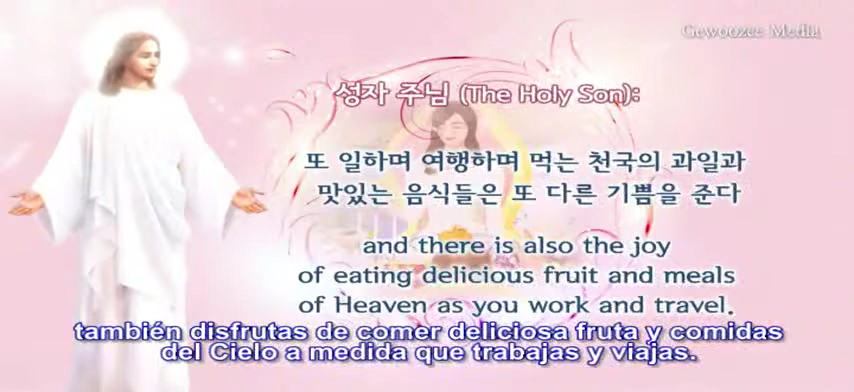 Gewoozee Media
성자 주님 (The Holy Son):
또 일하며 여행하며 먹는 천국의 과일과
맛있는 음식들은 또 다른 기쁨을 준다
and there is also the joy
of eating delicious fruit and meals
of Heaven as you work and travel.
también disfrutas de comer deliciosa fruta y comidas
del Cielo a medida que trabajas y viajas.